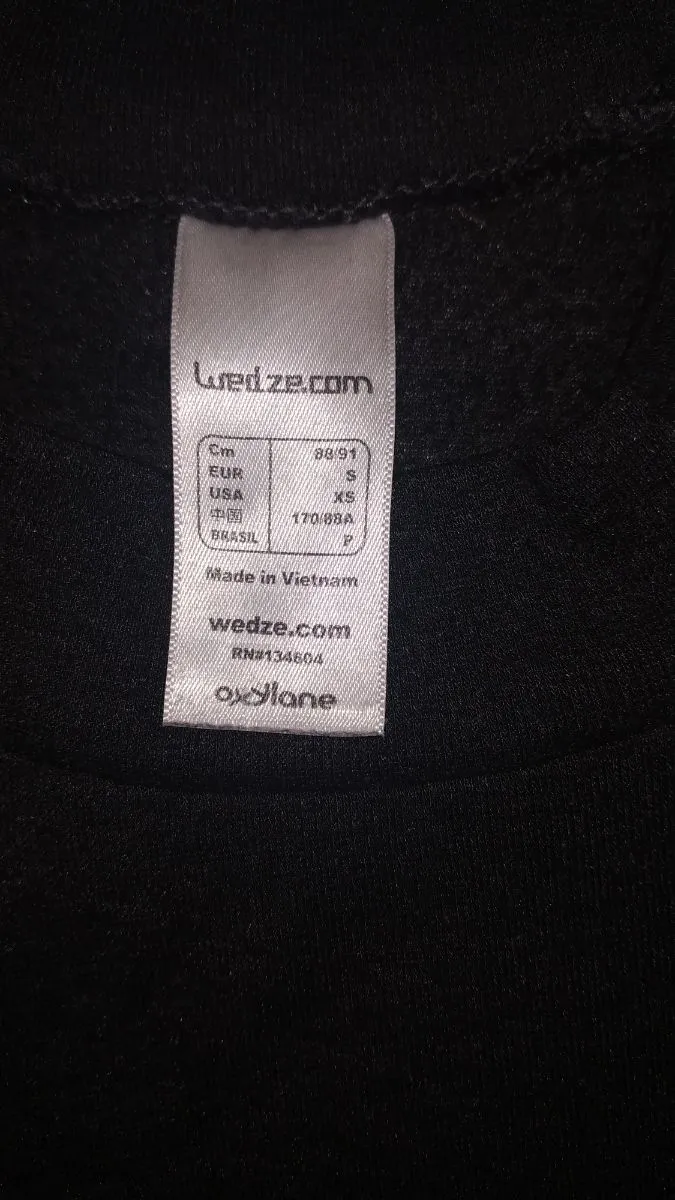 wedze.com
Cm 88/91
EUR S
USA XS
中国 170/88A
BRASIL P
Made in Vietnam
wedze.com
RN#134604
oxylane